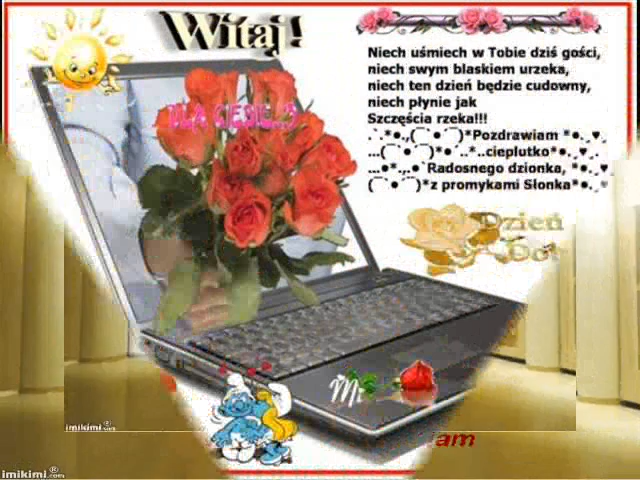 Witaj!
DLA CIEBIE..:)
Niech uśmiech w Tobie dziś gości,
niech swym blaskiem urzeka,
niech ten dzień będzie cudowny,
niech płynie jak
Szczęścia rzeka!!!
.·`.·*●.,(¯`●´¯)*Pozdrawiam *●.¸♥¸
...(¯`●´¯)*●´..*..cieplutko*●.¸♥¸.
...●*.,.●´Radosnego dzionka, *●.¸♥¸
(¯`●´¯)*z promykami Słonka*●.¸♥
Dzień
imikimi.com
am
imikimi.com